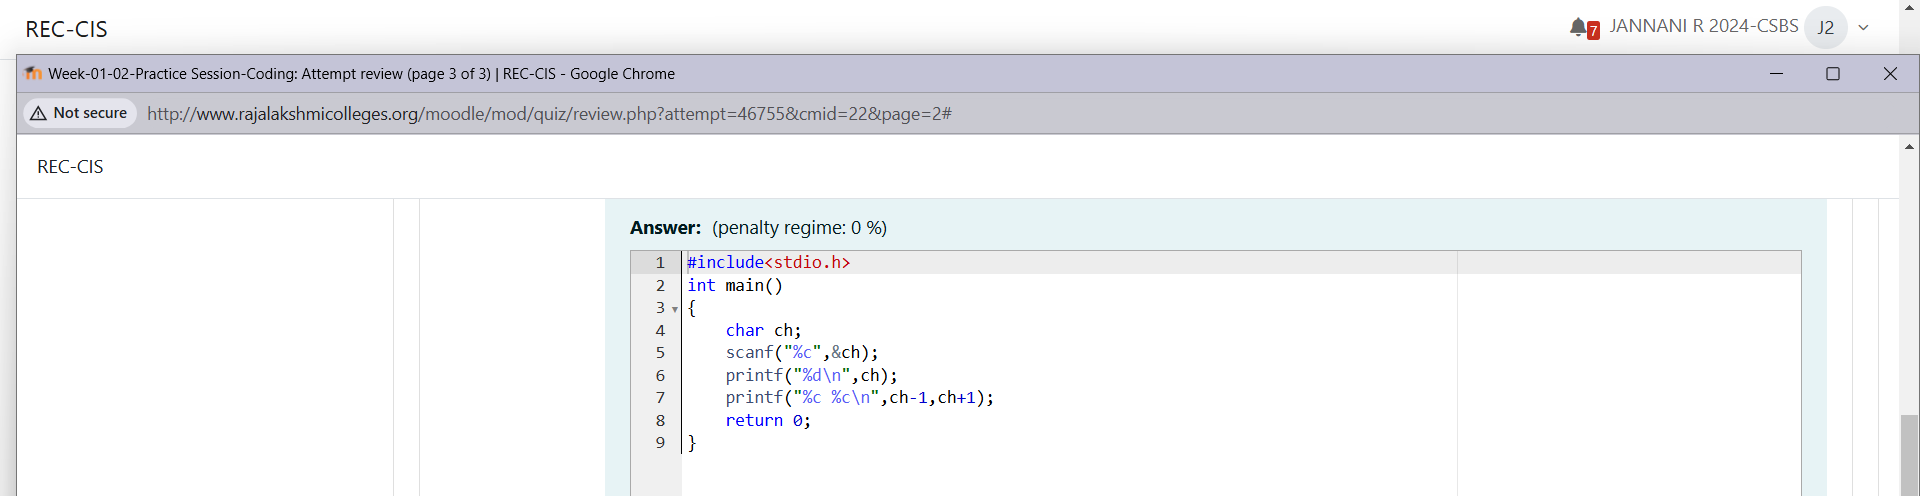 REC-CIS
7 JANNANI R 2024-CSBS J2
Week-01-02-Practice Session-Coding: Attempt review (page 3 of 3) | REC-CIS - Google Chrome
Not secure http://www.rajalakshmicolleges.org/moodle/mod/quiz/review.php?attempt=46755&cmid=22&page=2#
REC-CIS
Answer: (penalty regime: 0 %)
1 #include<stdio.h>
2 int main()
3 {
4     char ch;
5     scanf("%c",&ch);
6     printf("%d\n",ch);
7     printf("%c %c\n",ch-1,ch+1);
8     return 0;
9 }